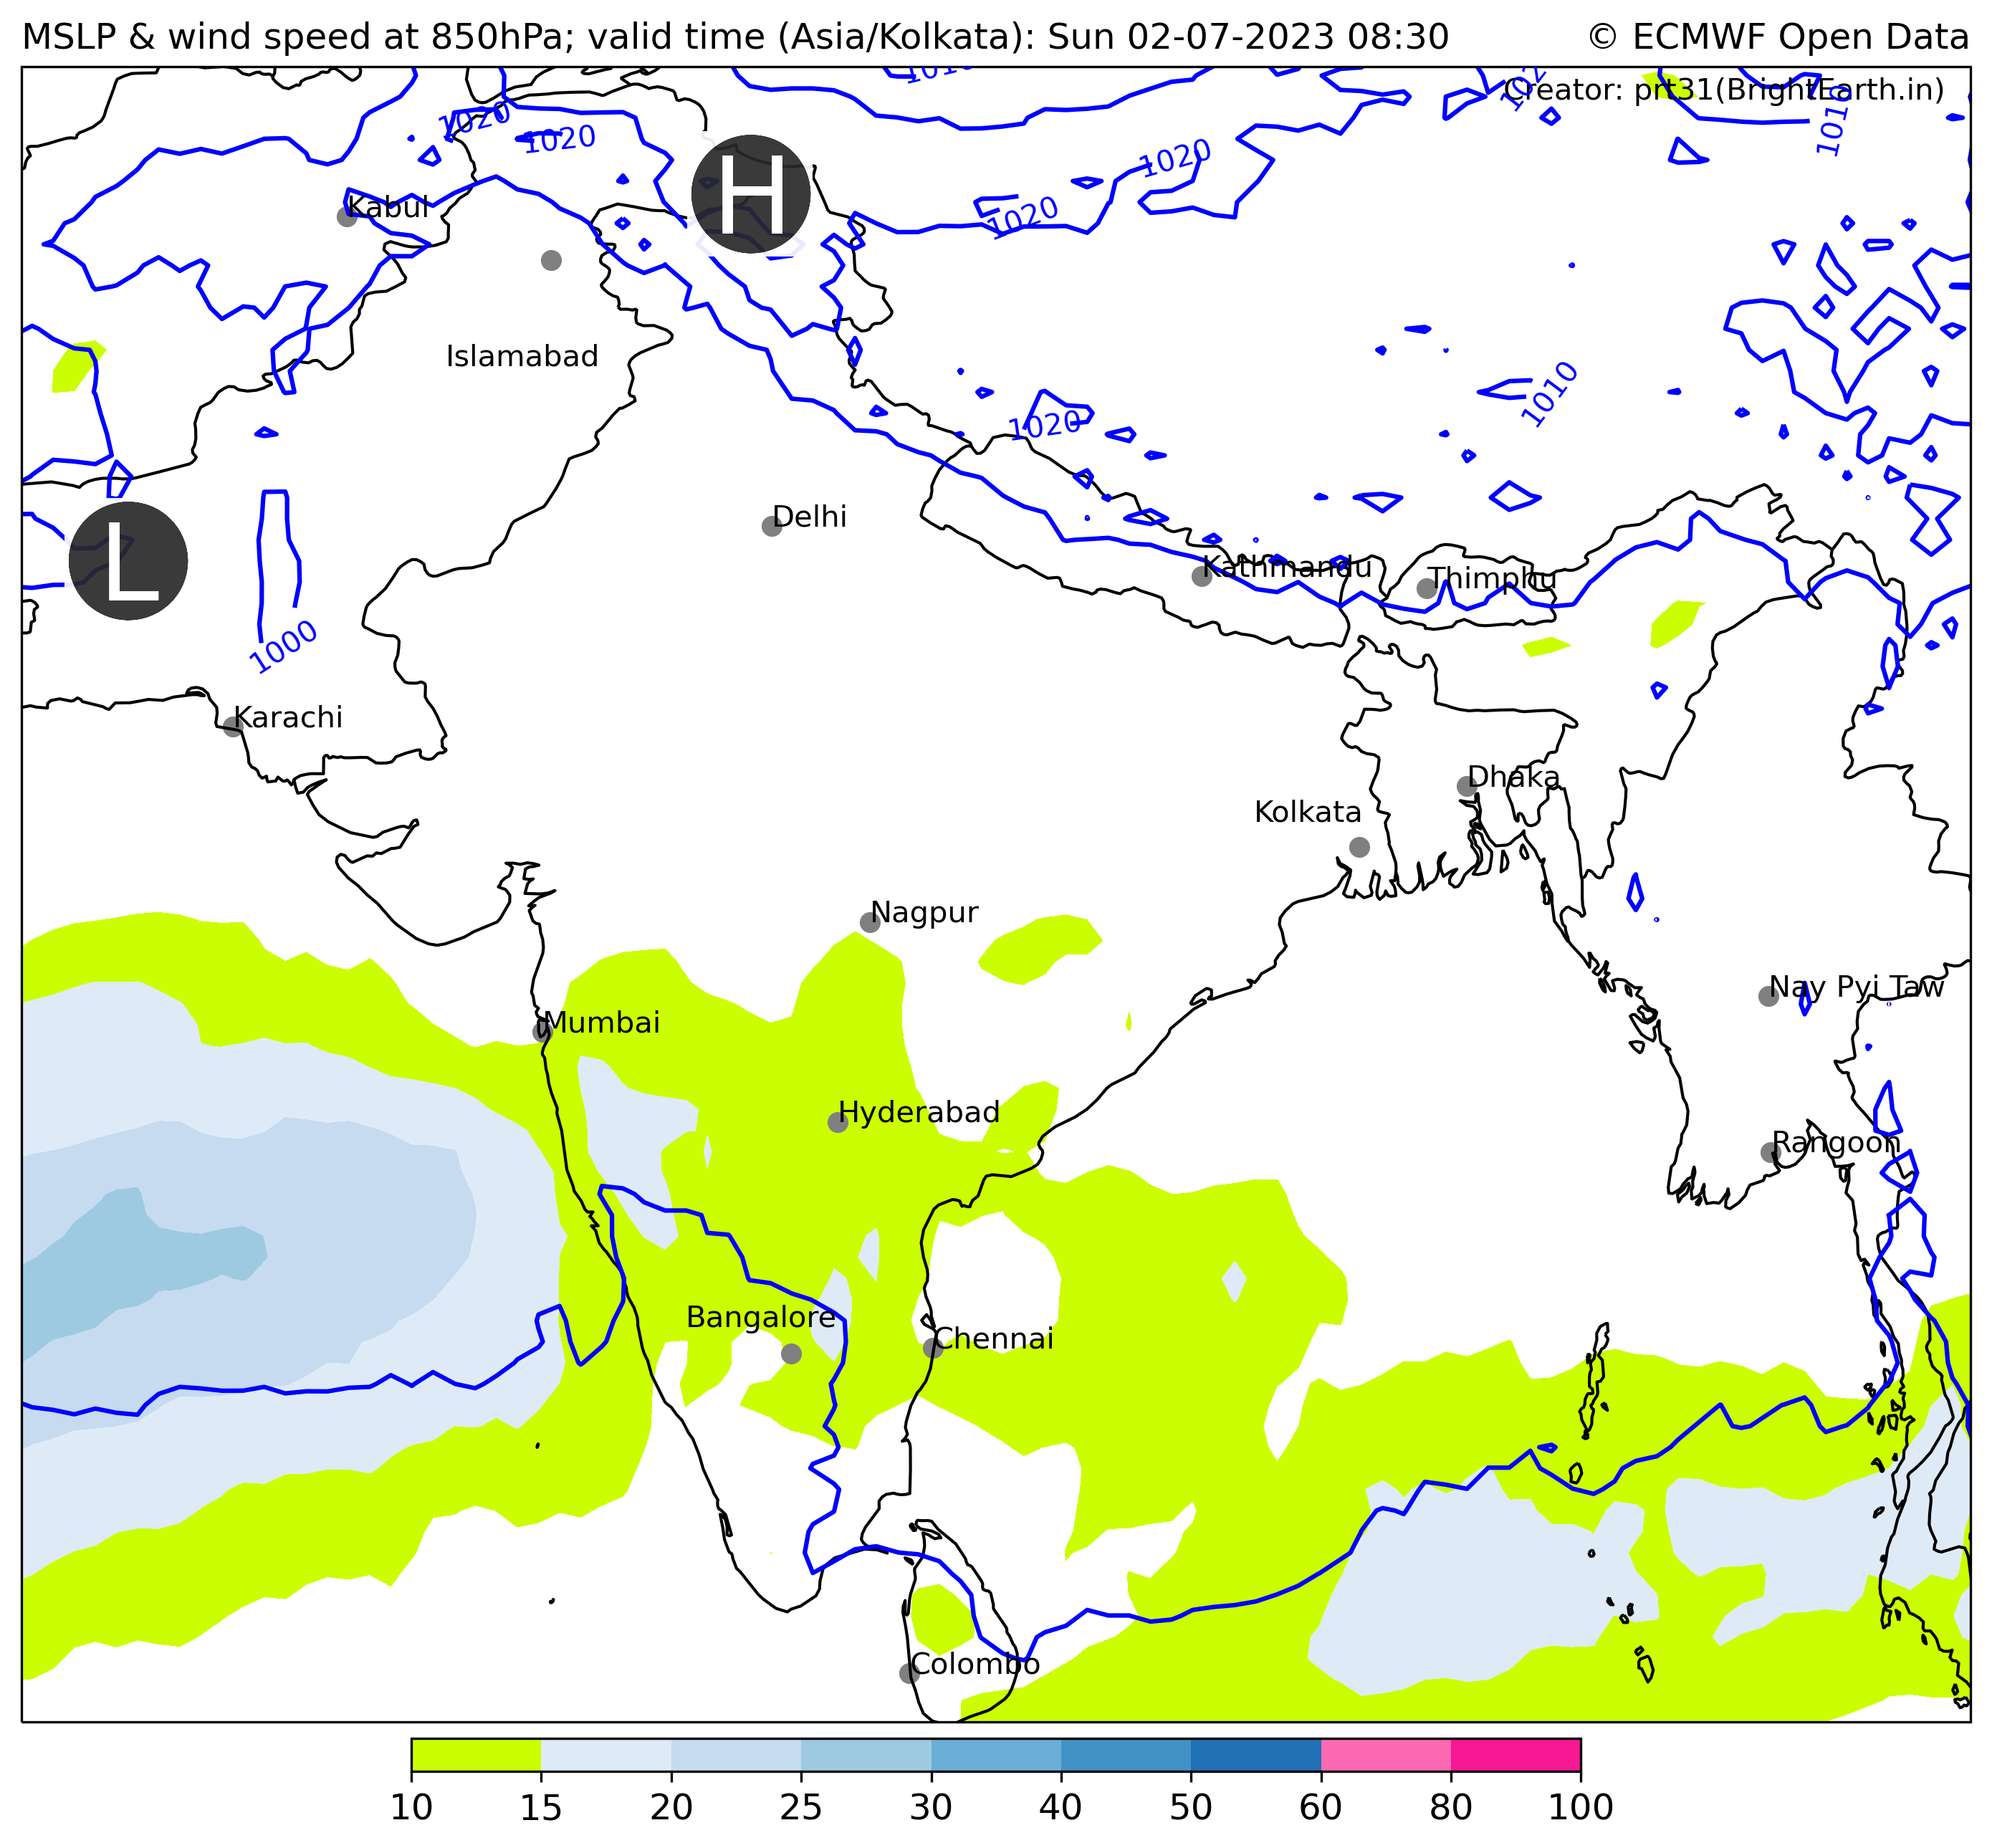 MSLP & wind speed at 850hPa; valid time (Asia/Kolkata): Sun 02-07-2023 08:30
© ECMWF Open Data
Creator: prt31(BrightEarth.in)
1010
1020
1010
1020
1020
1020
1020
H
Kabul
Islamabad
1010
1020
Delhi
L
Kathmandu
Thimphu
1000
Karachi
Dhaka
Kolkata
Nagpur
Nay Pyi Taw
Mumbai
Hyderabad
Rangoon
Bangalore
Chennai
Colombo
10 15 20 25 30 40 50 60 80 100